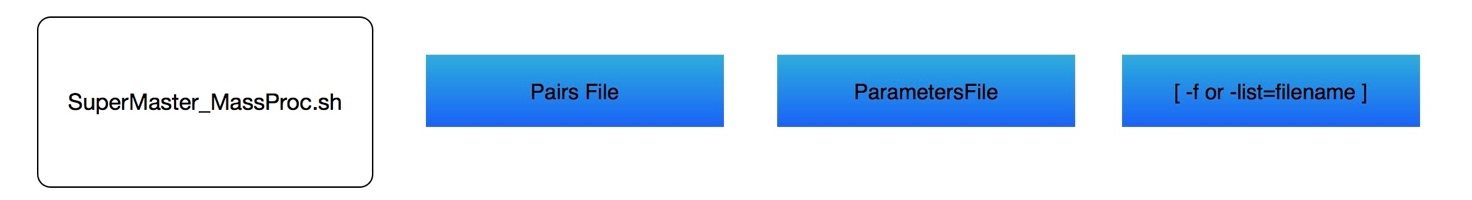 SuperMaster_MassProc.sh
Pairs File
ParametersFile
[ -f or -list=filename ]